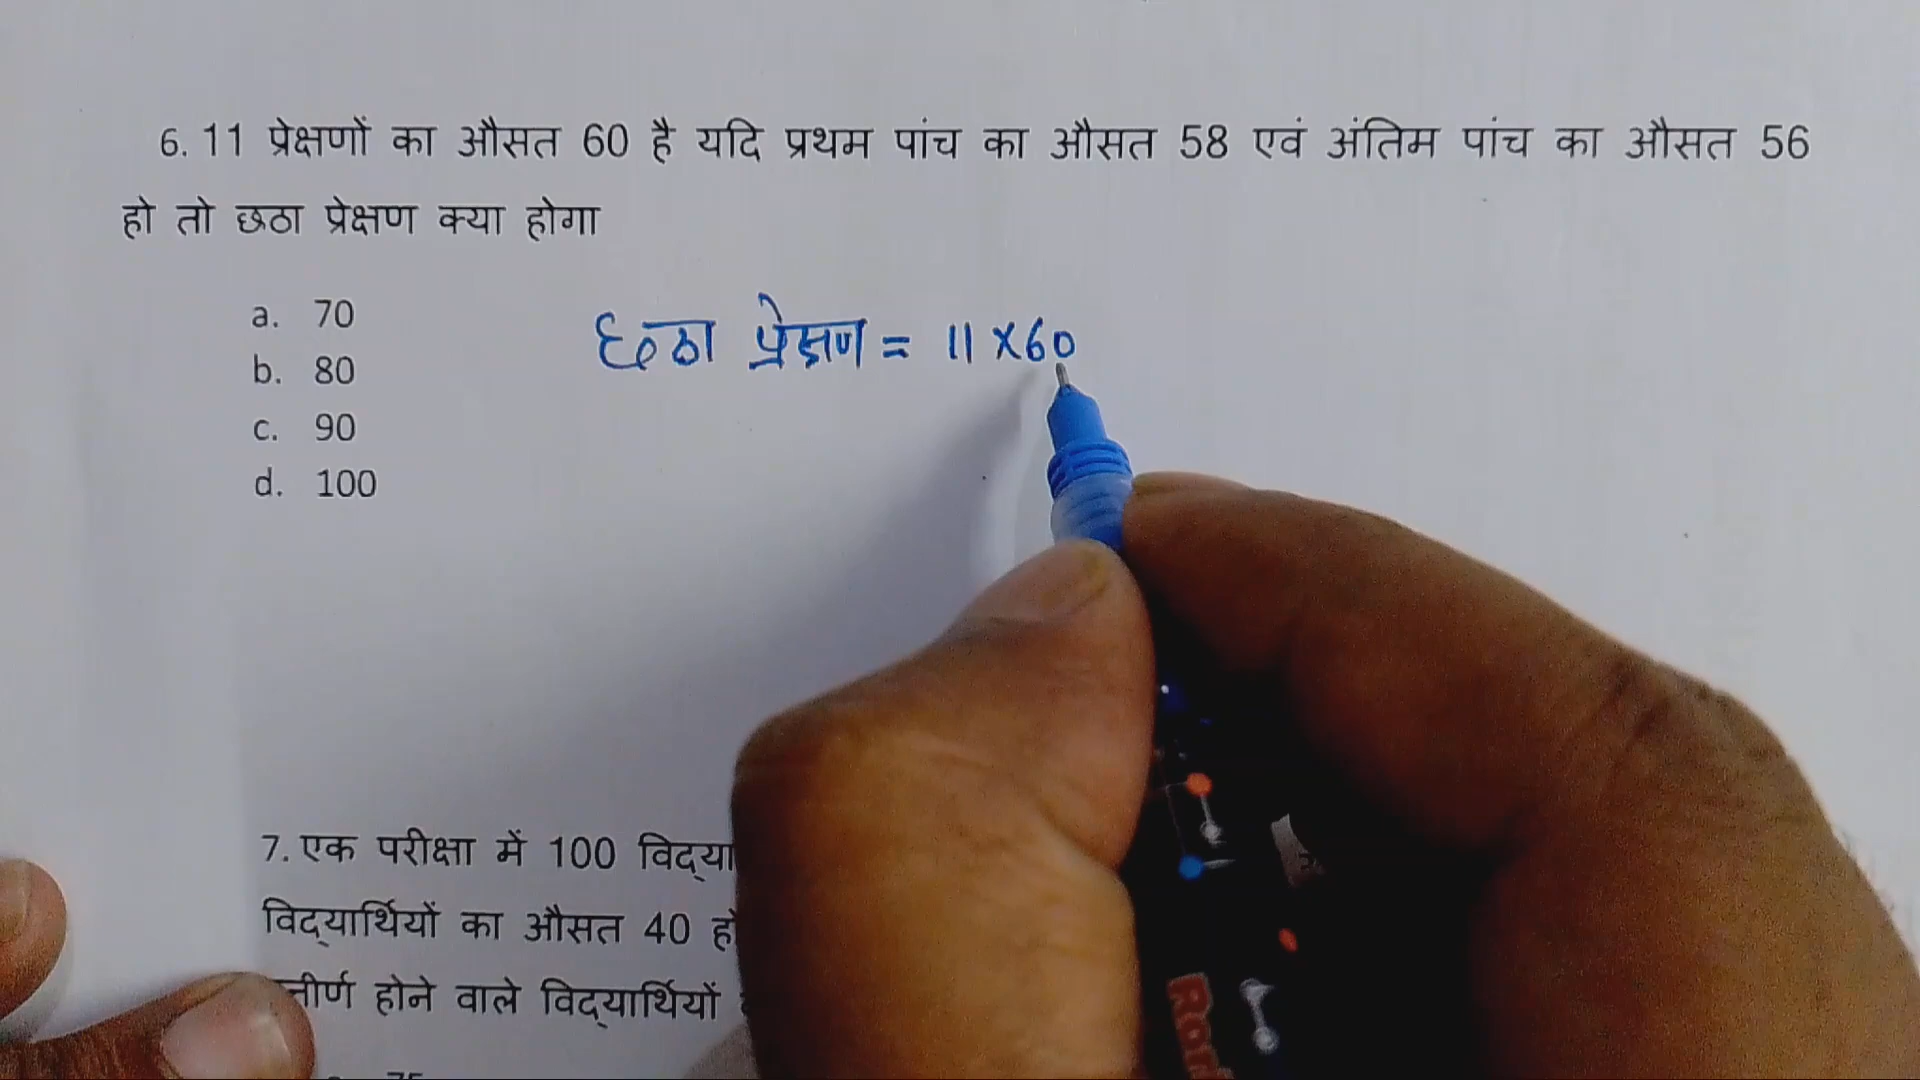 6. 11 प्रेक्षणों का औसत 60 है यदि प्रथम पांच का औसत 58 एवं अंतिम पांच का औसत 56
हो तो छठा प्रेक्षण क्या होगा
a. 70
छठा प्रेक्षण = 11 × 60
b. 80
c. 90
d. 100
7. एक परीक्षा में 100
विद्यार्थियों का औसत 40
होने वाले विद्यार्थियों